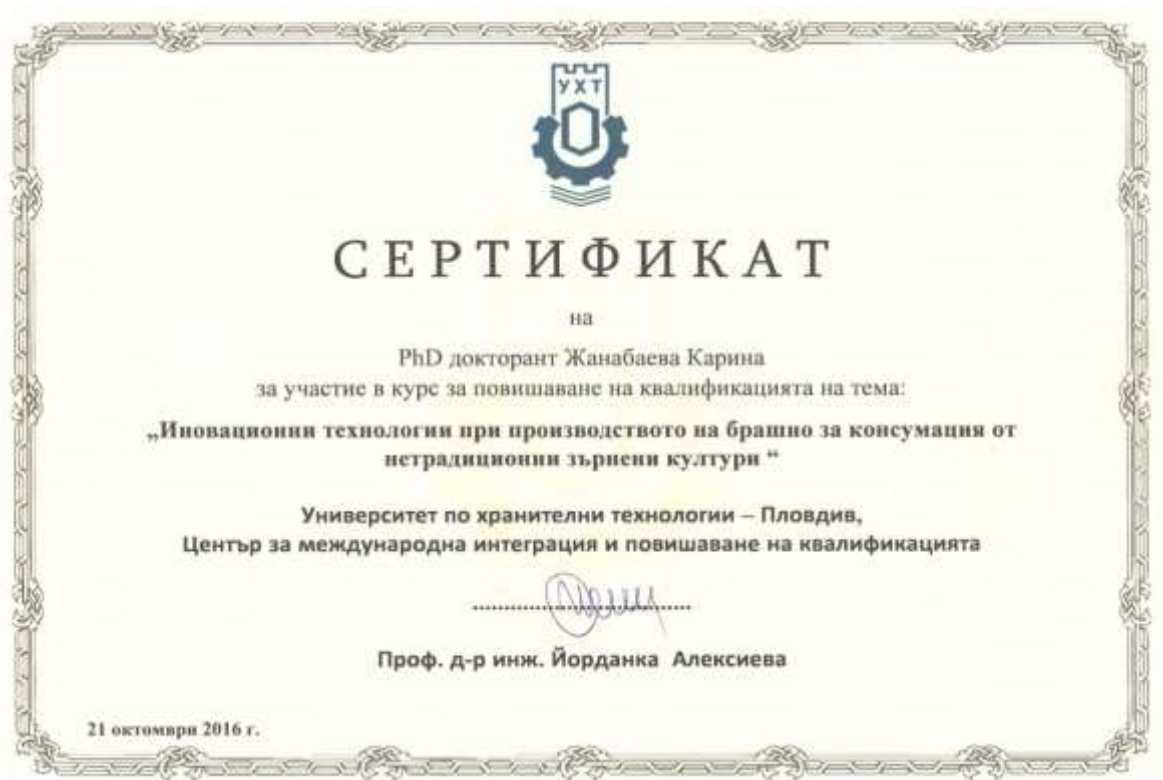 УХТ
СЕРТИФИКАТ
на
PhD докторант Жанабаева Карина
за участие в курс за повишаване на квалификацията на тема:
„Иновационни технологии при производството на брашно за консумация от
нетрадиционни зърнени култури “
Университет по хранителни технологии – Пловдив,
Център за международна интеграция и повишаване на квалификацията
Проф. д-р инж. Йорданка Алексиева
21 октомври 2016 г.